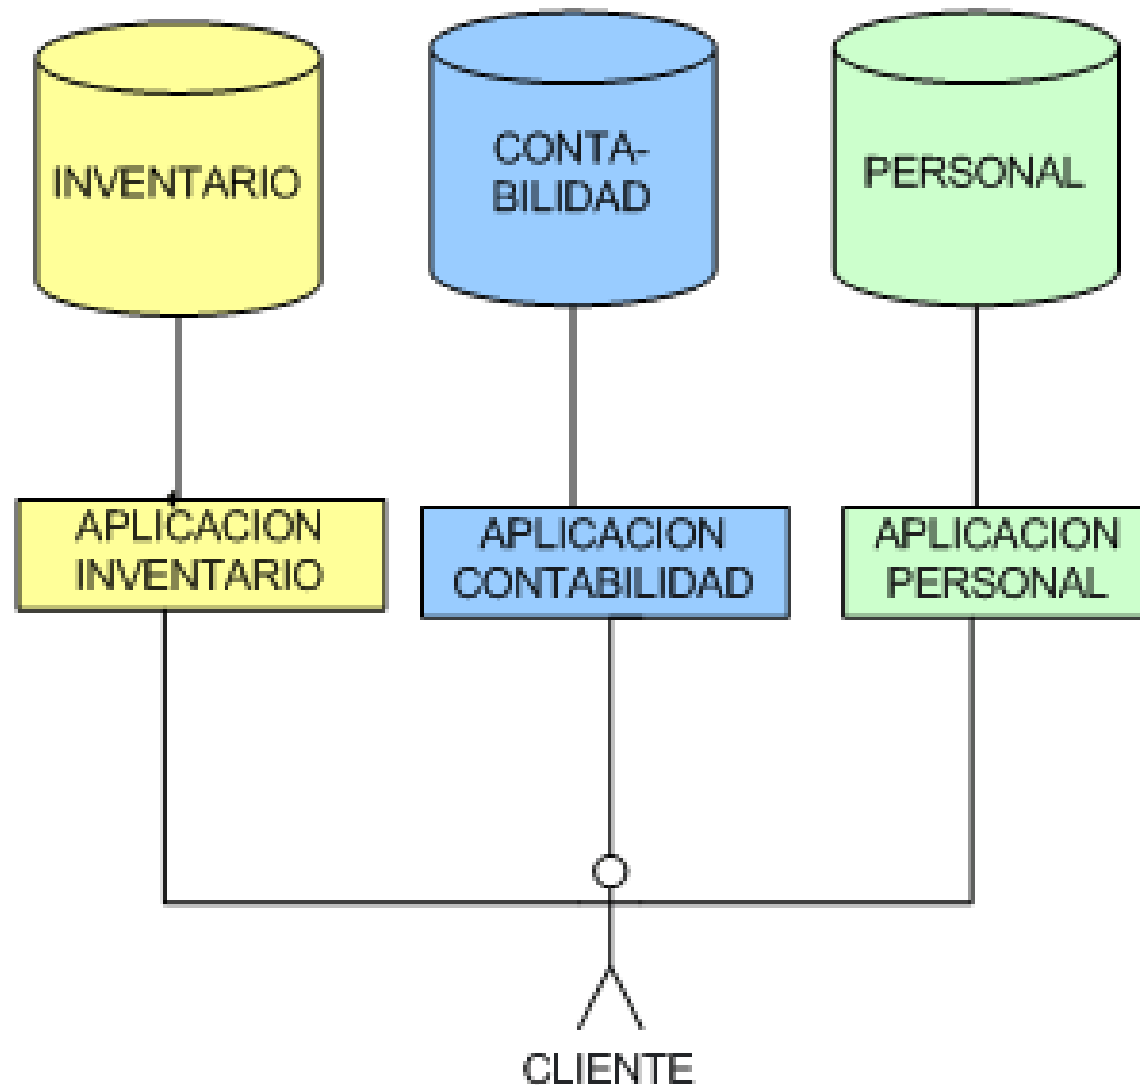 INVENTARIO
CONTA-
BILIDAD
PERSONAL
APLICACION
INVENTARIO
APLICACION
CONTABILIDAD
APLICACION
PERSONAL
CLIENTE